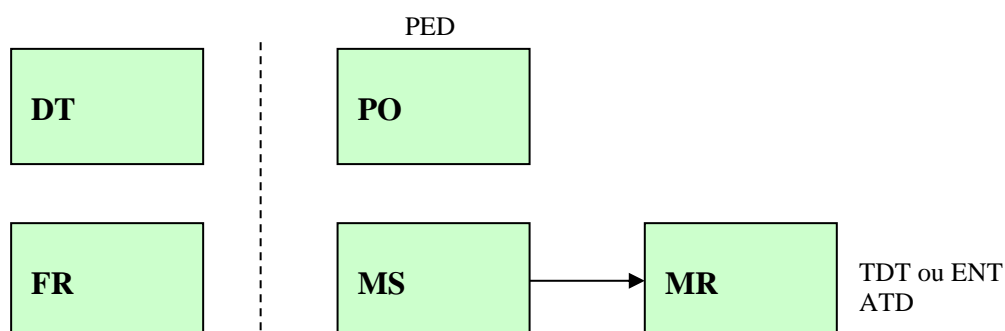 PED
DT
PO
FR
MS
MR
TDT ou ENT
ATD